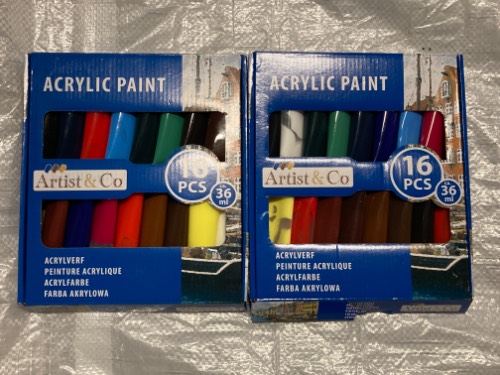 ACRYLIC PAINT
Artist & Co
16
PCS
36
ml
ACRYLVERF
PEINTURE ACRYLIQUE
ACRYLFARBE
FARBA AKRYLOWA
ACRYLIC PAINT
Artist & Co
16
PCS
36
ml
ACRYLVERF
PEINTURE ACRYLIQUE
ACRYLFARBE
FARBA AKRYLOWA